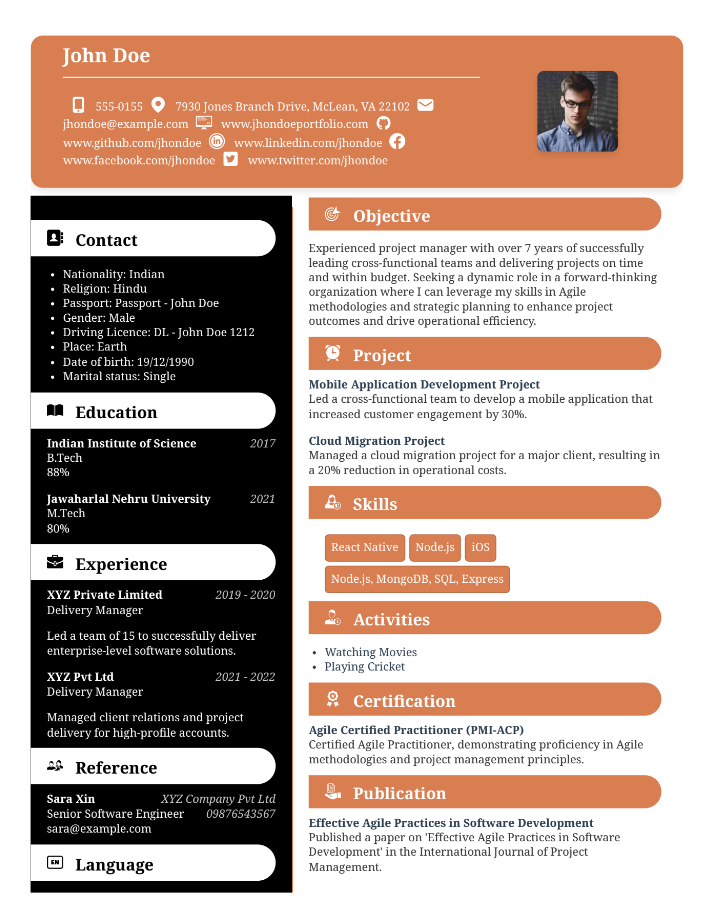 John Doe
555-0155 7930 Jones Branch Drive, McLean, VA 22102
jhondoe@example.com www.jhondoeportfolio.com
www.github.com/jhondoe www.linkedin.com/jhondoe
www.facebook.com/jhondoe www.twitter.com/jhondoe
Contact
• Nationality: Indian
• Religion: Hindu
• Passport: Passport - John Doe
• Gender: Male
• Driving Licence: DL - John Doe 1212
• Place: Earth
• Date of birth: 19/12/1990
• Marital status: Single
Education
Indian Institute of Science 2017
B.Tech
88%
Jawaharlal Nehru University 2021
M.Tech
80%
Experience
XYZ Private Limited 2019 - 2020
Delivery Manager
Led a team of 15 to successfully deliver
enterprise-level software solutions.
XYZ Pvt Ltd 2021 - 2022
Delivery Manager
Managed client relations and project
delivery for high-profile accounts.
Reference
Sara Xin XYZ Company Pvt Ltd
Senior Software Engineer 09876543567
sara@example.com
EN
Language
Objective
Experienced project manager with over 7 years of successfully
leading cross-functional teams and delivering projects on time
and within budget. Seeking a dynamic role in a forward-thinking
organization where I can leverage my skills in Agile
methodologies and strategic planning to enhance project
outcomes and drive operational efficiency.
Project
Mobile Application Development Project
Led a cross-functional team to develop a mobile application that
increased customer engagement by 30%.
Cloud Migration Project
Managed a cloud migration project for a major client, resulting in
a 20% reduction in operational costs.
Skills
React Native Node.js iOS
Node.js, MongoDB, SQL, Express
Activities
• Watching Movies
• Playing Cricket
Certification
Agile Certified Practitioner (PMI-ACP)
Certified Agile Practitioner, demonstrating proficiency in Agile
methodologies and project management principles.
Publication
Effective Agile Practices in Software Development
Published a paper on 'Effective Agile Practices in Software
Development' in the International Journal of Project
Management.